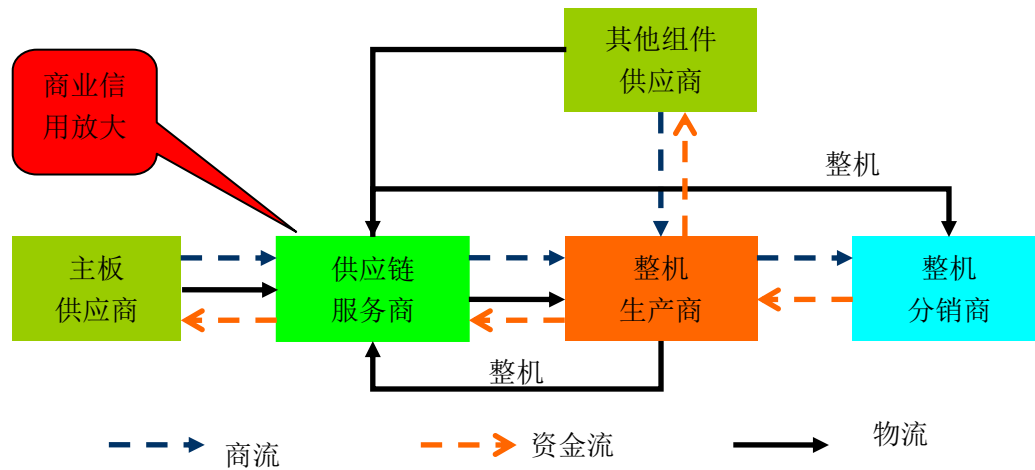 其他组件
供应商
商业信
用放大
整机
主板
供应商
供应链
服务商
整机
生产商
整机
分销商
整机
商流
资金流
物流